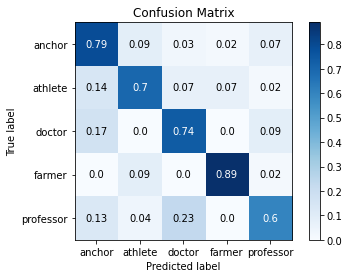 Confusion Matrix
anchor 0.79 0.09 0.03 0.02 0.07
athlete 0.14 0.7 0.07 0.07 0.02
doctor 0.17 0.0 0.74 0.0 0.09
farmer 0.0 0.09 0.0 0.89 0.02
professor 0.13 0.04 0.23 0.0 0.6
anchor athlete doctor farmer professor
Predicted label
True label
0.8
0.7
0.6
0.5
0.4
0.3
0.2
0.1
0.0